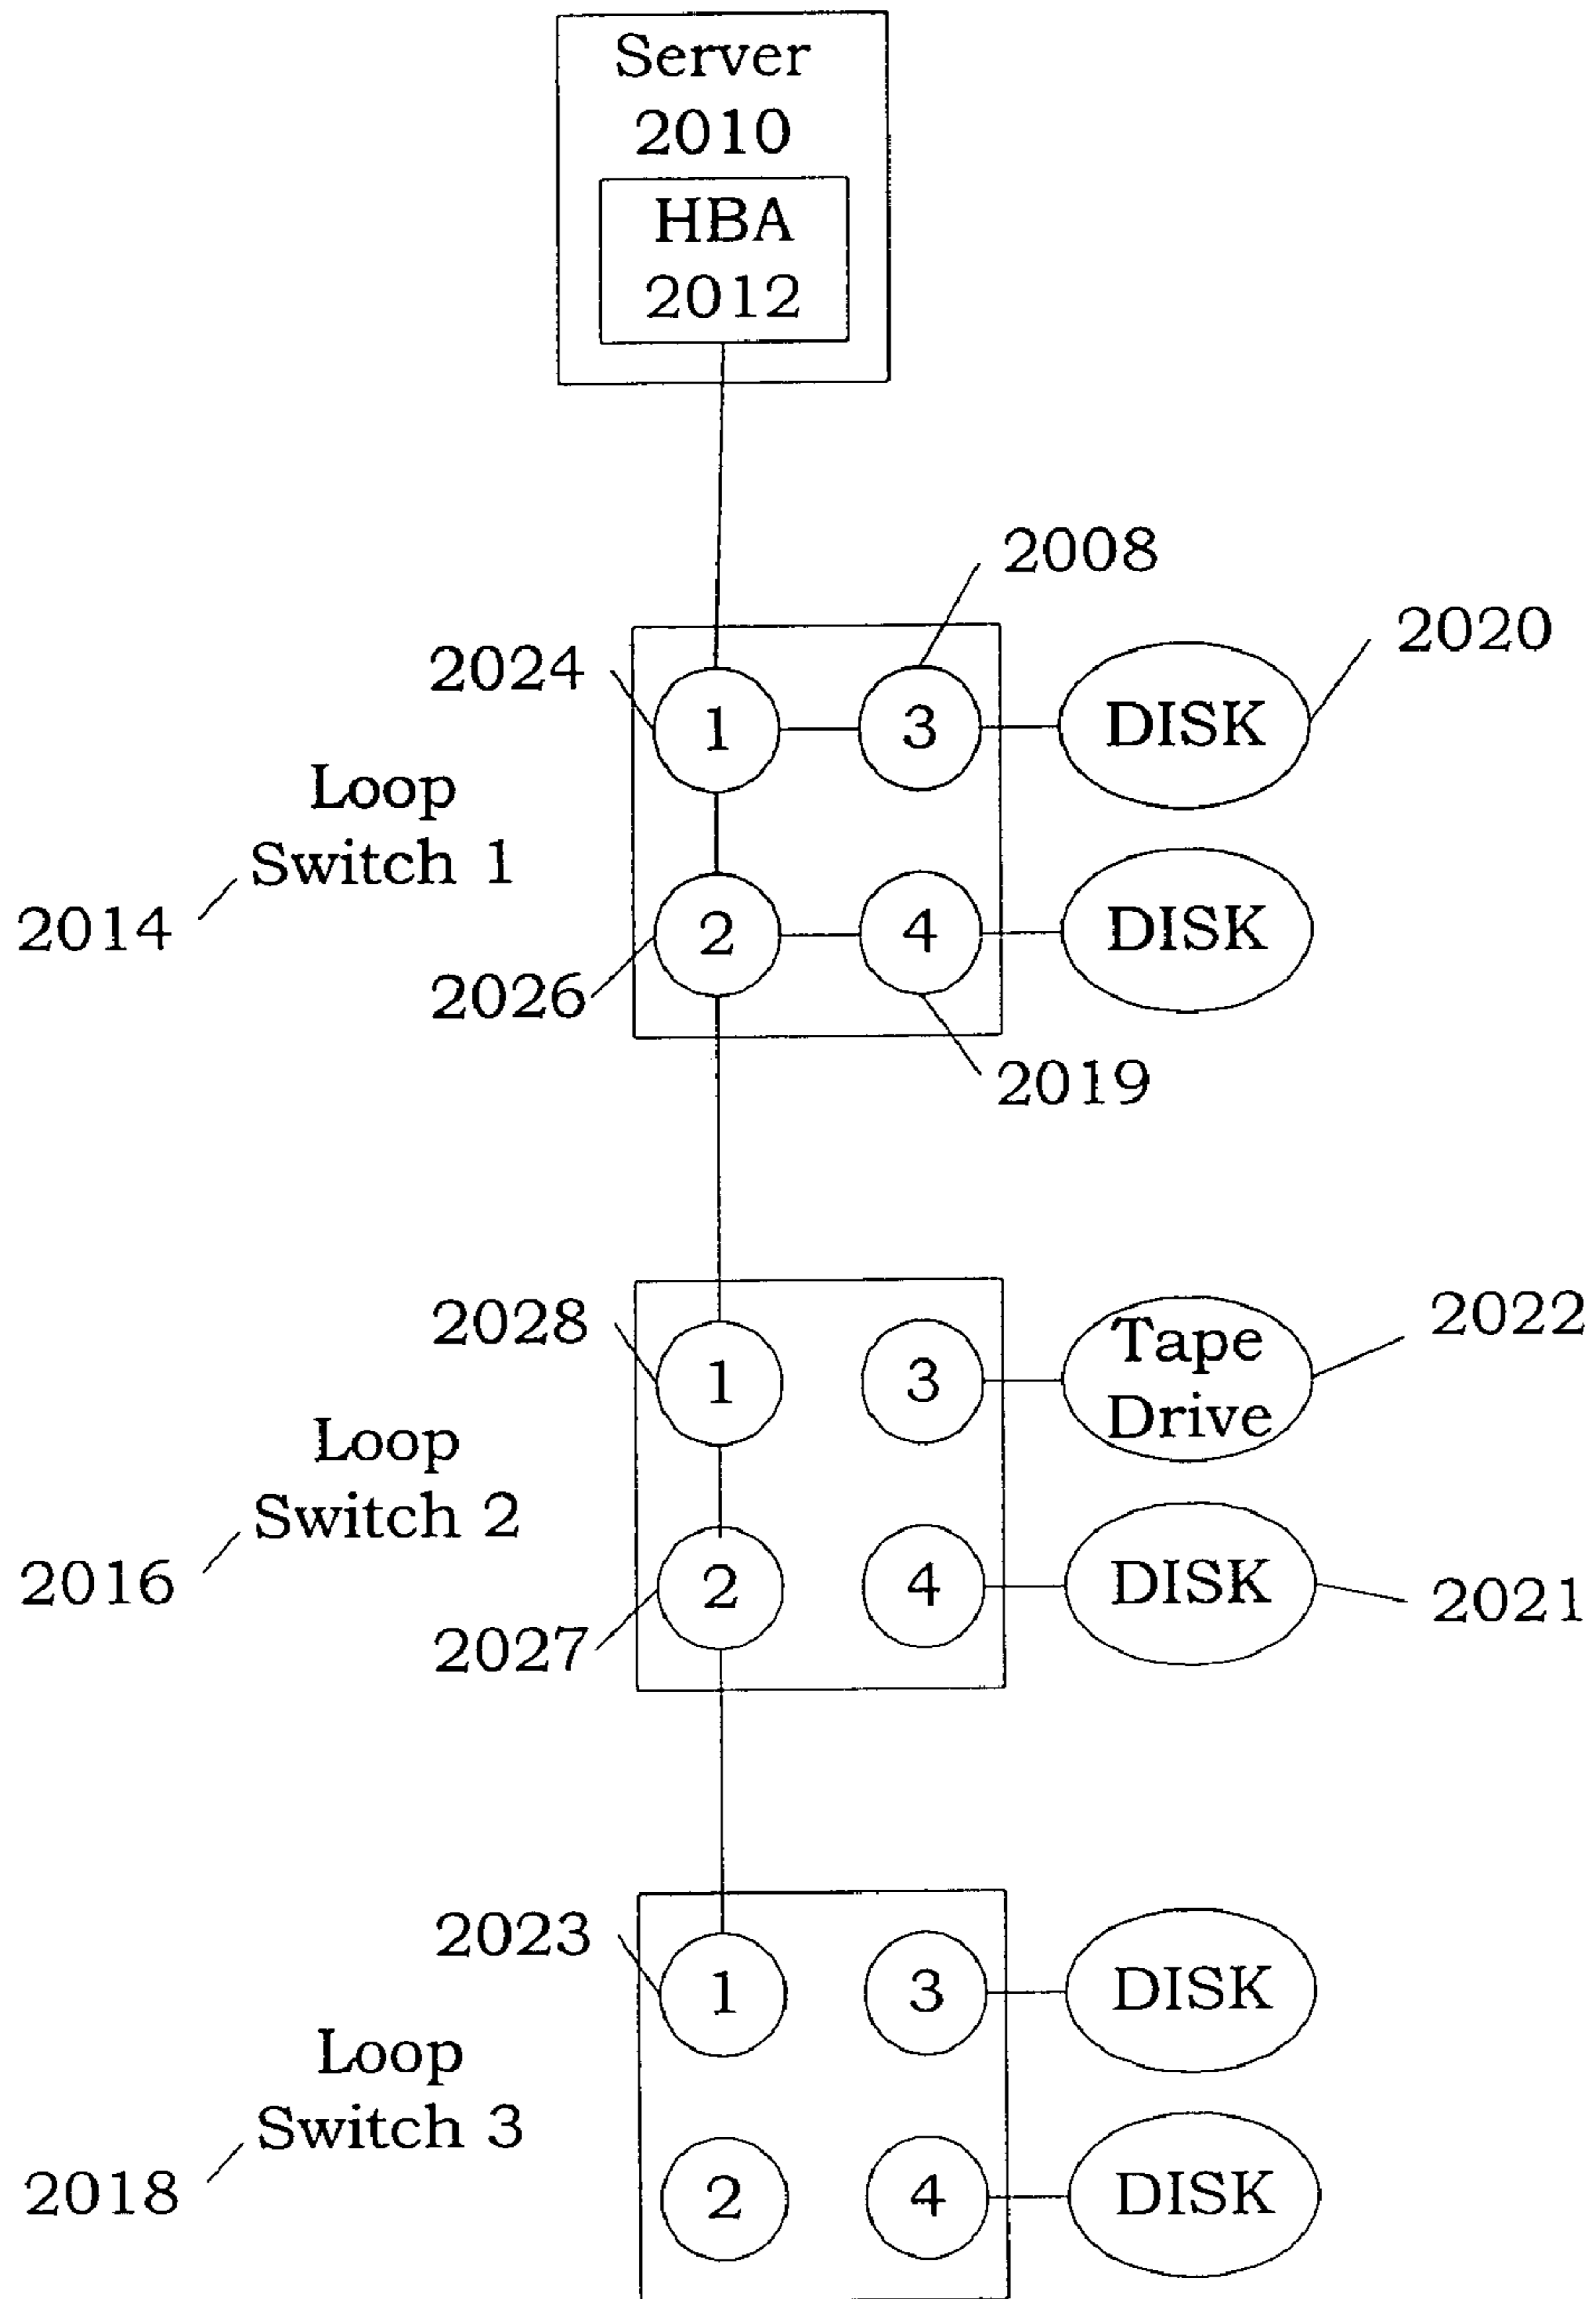 Server
2010
HBA
2012
2008
2020
2024
1
3
DISK
Loop
Switch 1
2014
2
4
DISK
2026
2019
2028
1
3
Tape
Drive
2022
Loop
Switch 2
2016
2
4
DISK
2021
2027
2023
1
3
DISK
Loop
Switch 3
2018
2
4
DISK